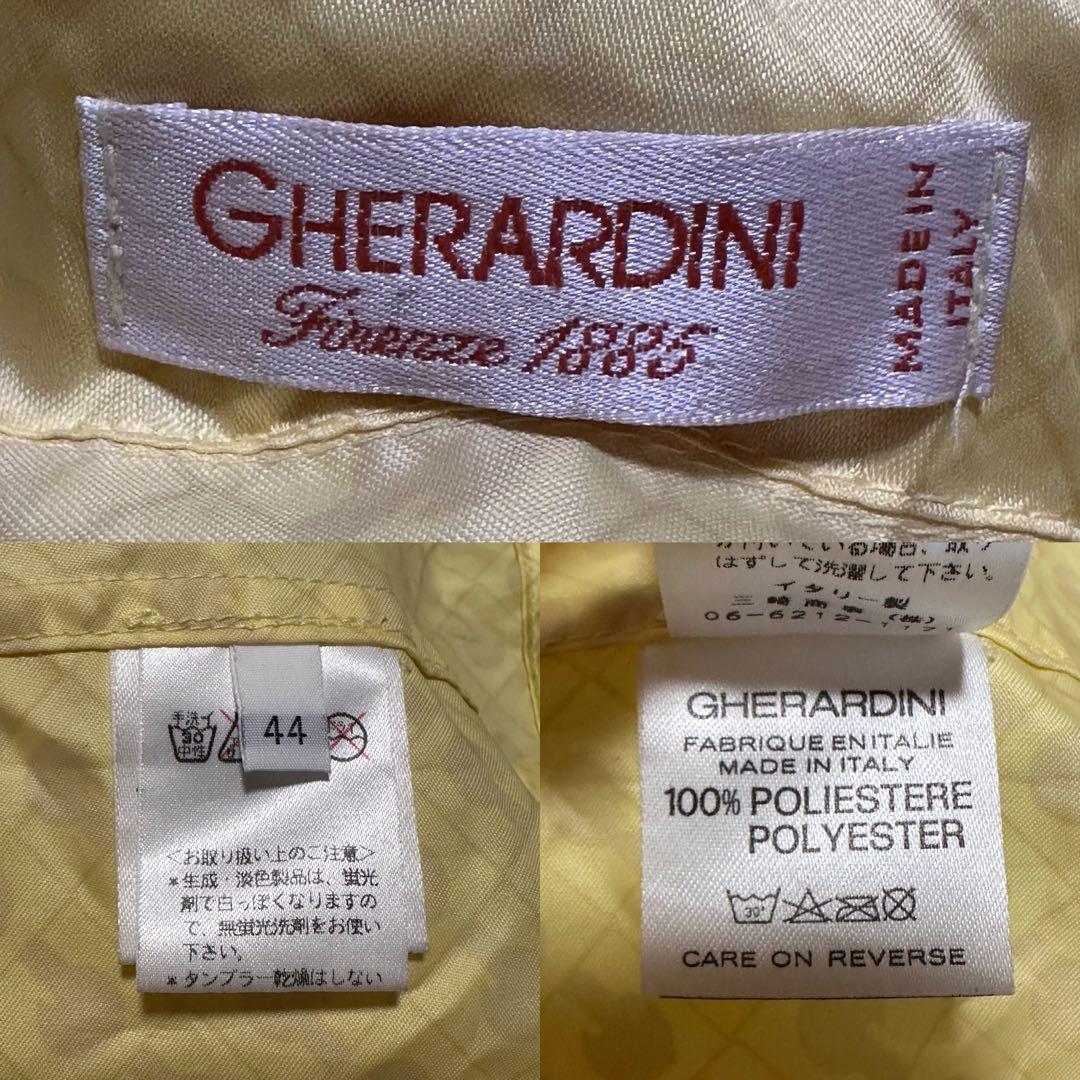 GHERARDINI
Firenze 1885
MADE IN
ITALY
手洗イ
30
中性
44
<お取り扱い上のご注意>
*生成・淡色製品は、蛍光
剤で白っぽくなりますの
で、無蛍光洗剤をお使い
下さい。
*タンブラー乾燥はしない
はずして洗濯して下さい。
イタリー製
GHERARDINI
FABRIQUE EN ITALIE
MADE IN ITALY
100% POLIESTERE
POLYESTER
30°
CARE ON REVERSE